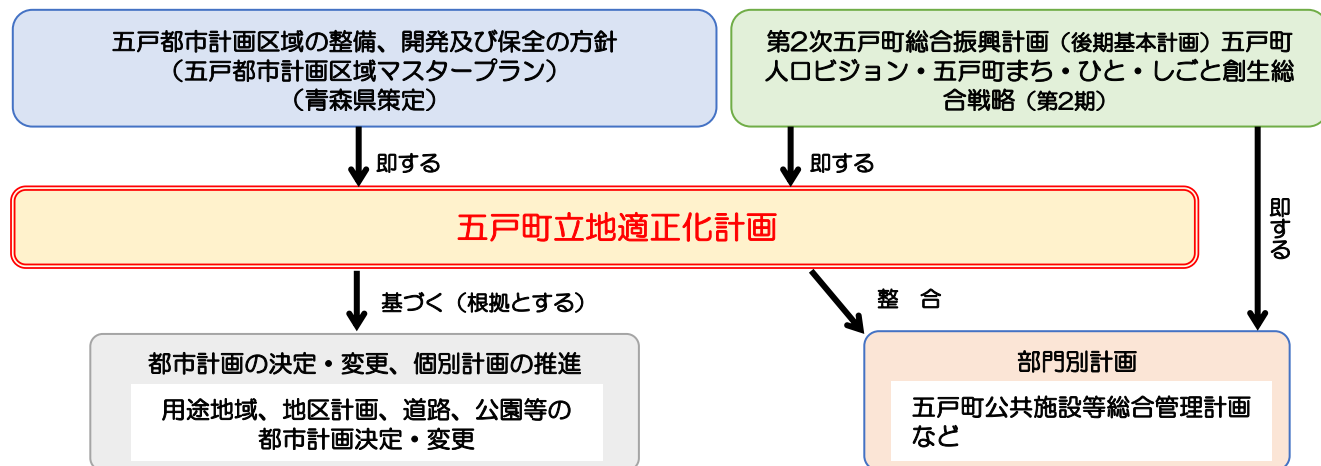 五戸都市計画区域の整備、開発及び保全の方針
（五戸都市計画区域マスタープラン）
（青森県策定）
第2次五戸町総合振興計画（後期基本計画）五戸町
人口ビジョン・五戸町まち・ひと・しごと創生総
合戦略（第2期）
即する
即する
即する
五戸町立地適正化計画
基づく（根拠とする）
整　合
都市計画の決定・変更、個別計画の推進
用途地域、地区計画、道路、公園等の
都市計画決定・変更
部門別計画
五戸町公共施設等総合管理計画
など